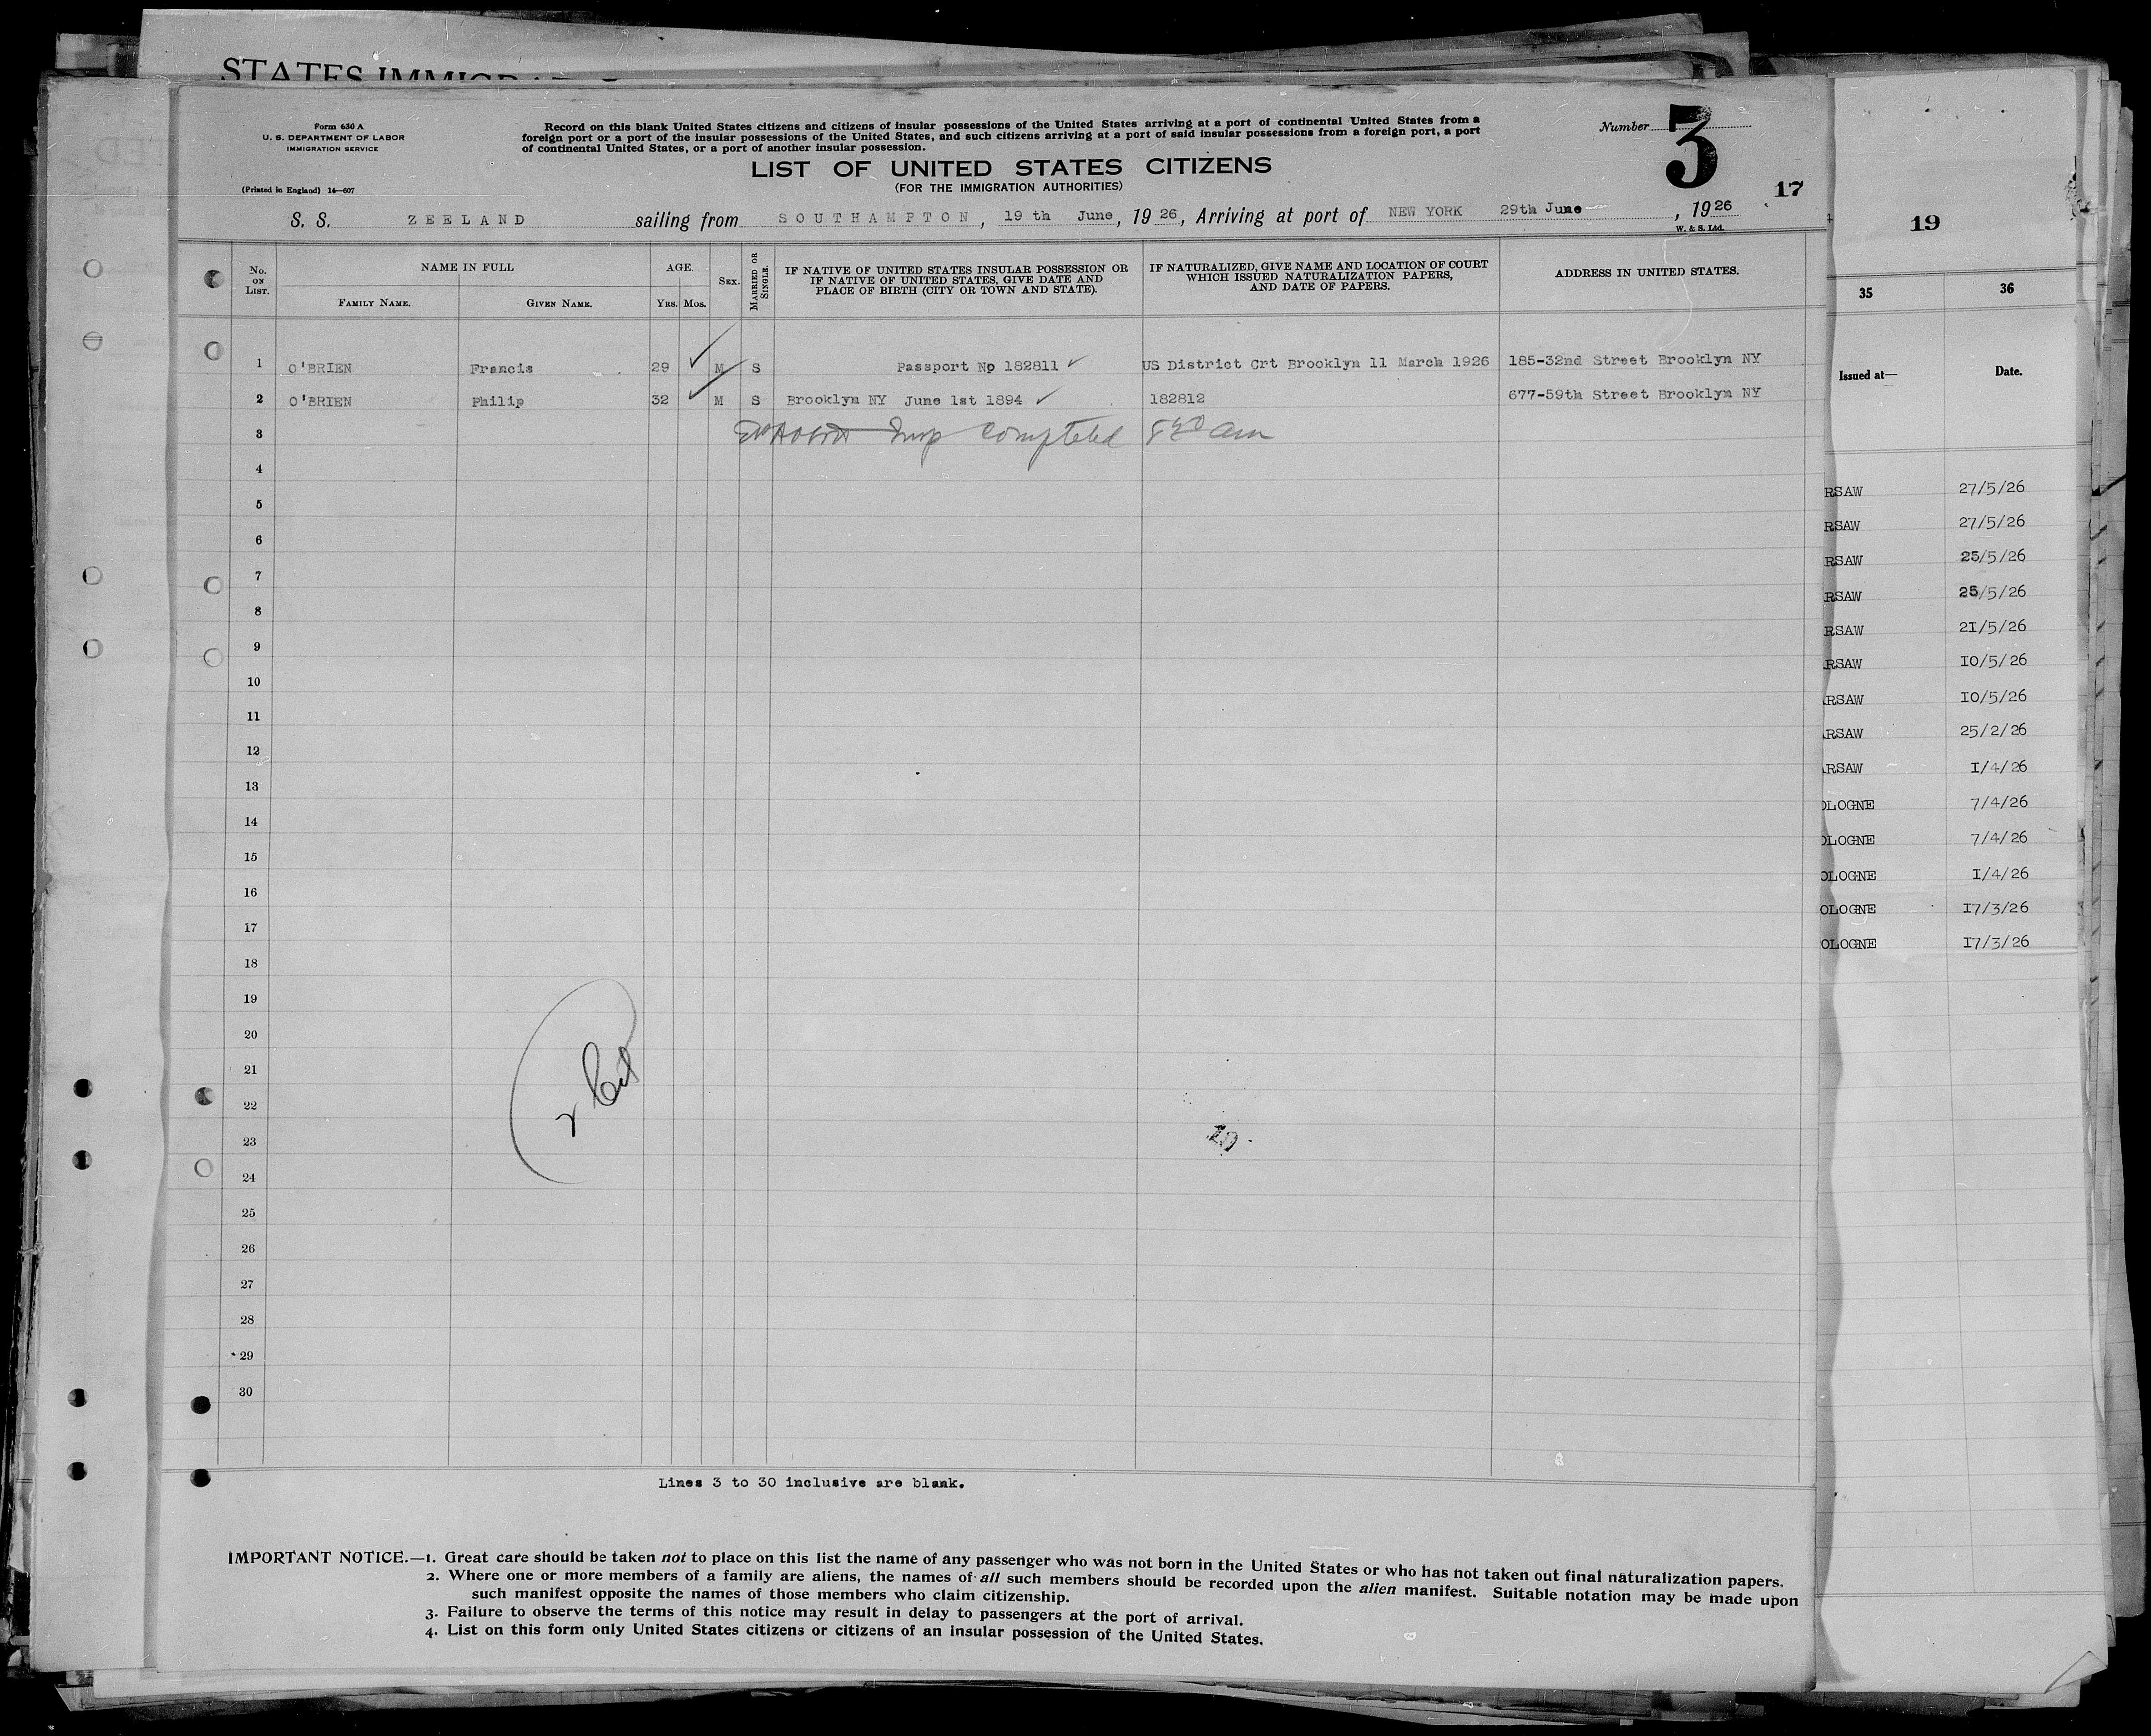 STATES IMMIGRA
Form 630 A
U. S. DEPARTMENT OF LABOR
IMMIGRATION SERVICE
(Printed in England) 14—607
Record on this blank United States citizens and citizens of insular possessions of the United States arriving at a port of continental United States from a
foreign port or a port of the insular possessions of the United States, and such citizens arriving at a port of said insular possessions from a foreign port, a port
of continental United States, or a port of another insular possession.
LIST OF UNITED STATES CITIZENS
(FOR THE IMMIGRATION AUTHORITIES)
Number 3
17
S. S. ZEELAND sailing from SOUTHAMPTON, 19 th June, 19 26, Arriving at port of NEW YORK 29th June, 19 26
W. & S. Ltd.
No. ON LIST. NAME IN FULL AGE. SEX. MARRIED OR SINGLE. IF NATIVE OF UNITED STATES INSULAR POSSESSION OR IF NATIVE OF UNITED STATES, GIVE DATE AND PLACE OF BIRTH (CITY OR TOWN AND STATE). IF NATURALIZED, GIVE NAME AND LOCATION OF COURT WHICH ISSUED NATURALIZATION PAPERS, AND DATE OF PAPERS. ADDRESS IN UNITED STATES.
FAMILY NAME. GIVEN NAME. YRS. MOS.
1 O'BRIEN Francis 29 M S Passport No 182811 US District Crt Brooklyn 11 March 1926 185-32nd Street Brooklyn NY
2 O'BRIEN Philip 32 M S Brooklyn NY June 1st 1894 182812 677-59th Street Brooklyn NY
3 Insp Completed 8 30 am
4
5
6
7
8
9
10
11
12
13
14
15
16
17
18
19
20
21
22
23
24
25
26
27
28
29
30
2 Cit
Lines 3 to 30 inclusive are blank.
IMPORTANT NOTICE.—1. Great care should be taken not to place on this list the name of any passenger who was not born in the United States or who has not taken out final naturalization papers.
2. Where one or more members of a family are aliens, the names of all such members should be recorded upon the alien manifest. Suitable notation may be made upon
such manifest opposite the names of those members who claim citizenship.
3. Failure to observe the terms of this notice may result in delay to passengers at the port of arrival.
4. List on this form only United States citizens or citizens of an insular possession of the United States.
19
35 36
Issued at— Date.
RSAW 27/5/26
RSAW 27/5/26
RSAW 25/5/26
RSAW 25/5/26
RSAW 21/5/26
RSAW 10/5/26
RSAW 10/5/26
ARSAW 25/2/26
ARSAW 1/4/26
OLOGNE 7/4/26
OLOGNE 7/4/26
OLOGNE 1/4/26
OLOGNE 17/3/26
OLOGNE 17/3/26